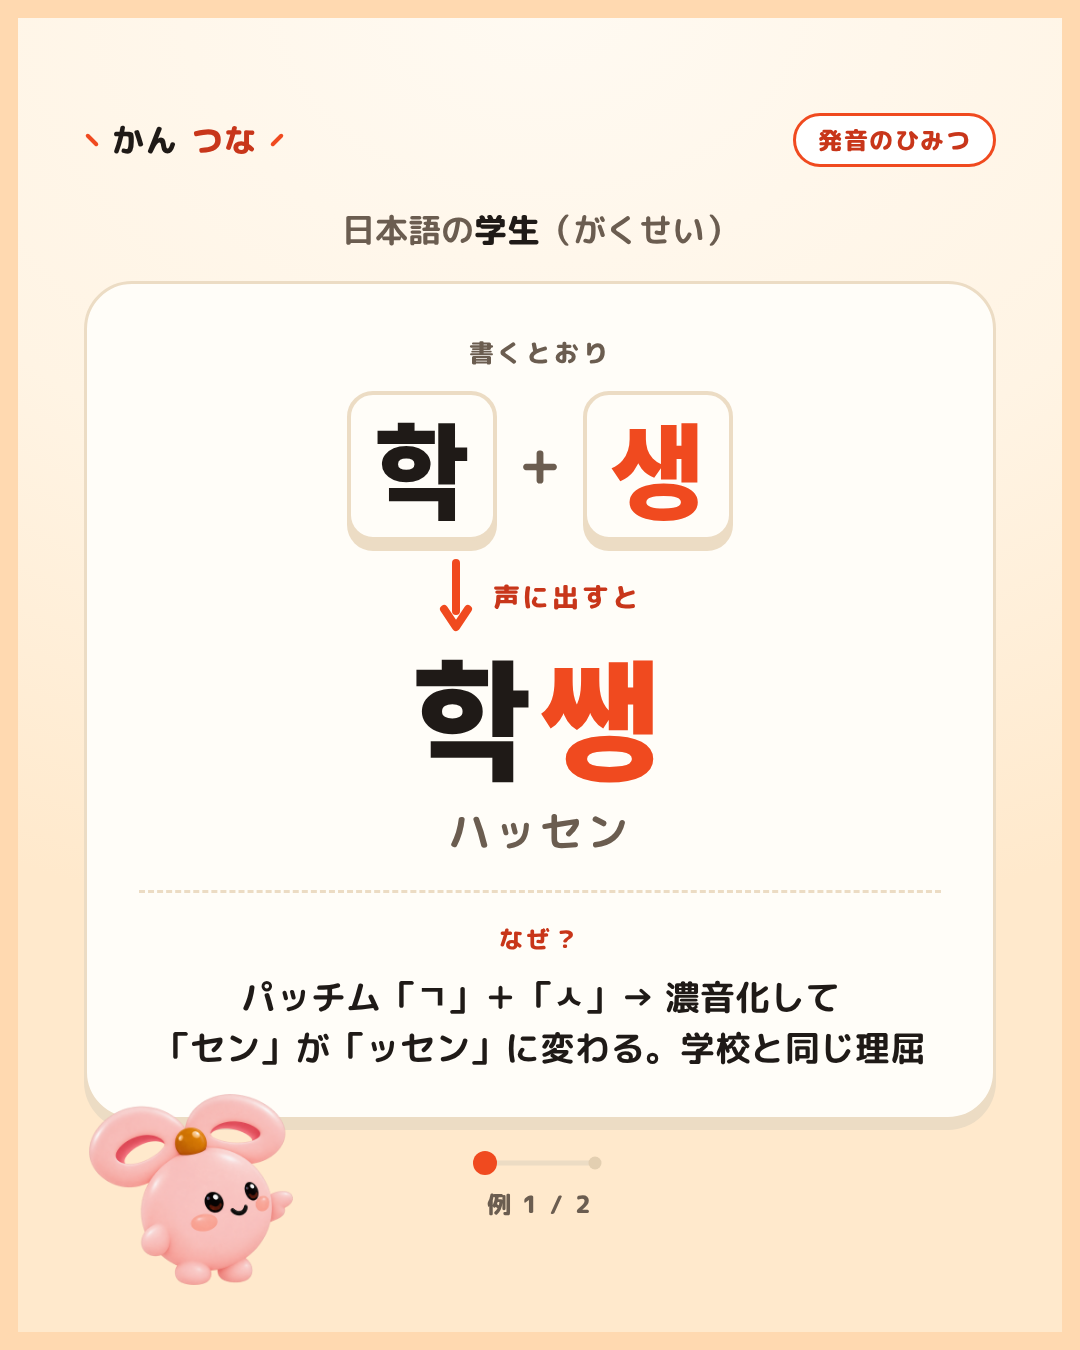 かん つな
発音のひみつ
日本語の学生（がくせい）
書くとおり
학 + 생
声に出すと
학쌩
ハッセン
なぜ？
パッチム「ㄱ」＋「ㅅ」→ 濃音化して
「セン」が「ッセン」に変わる。学校と同じ理屈
例 1 / 2